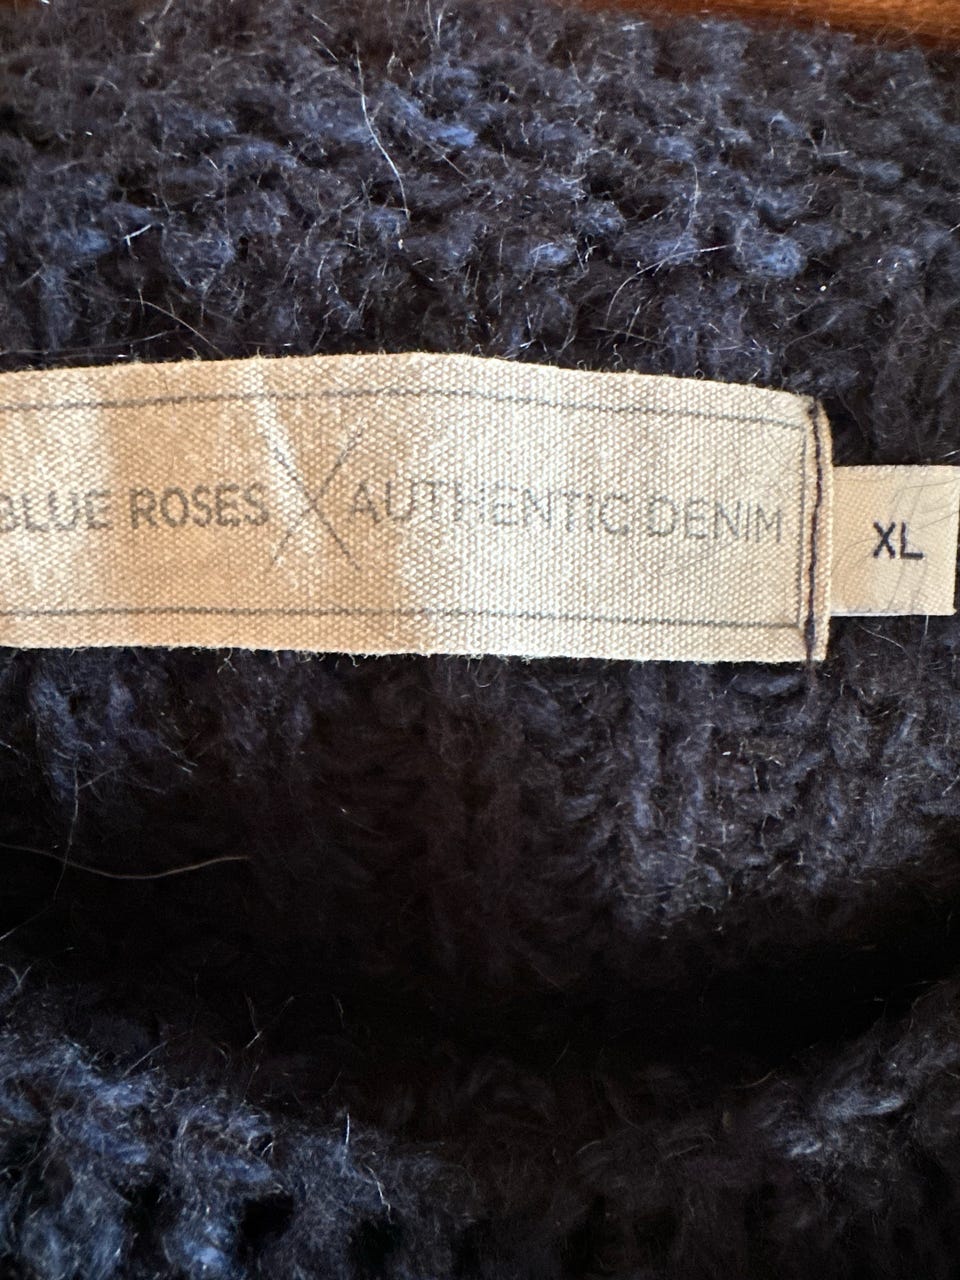 BLUE ROSES X AUTHENTIC DENIM
XL